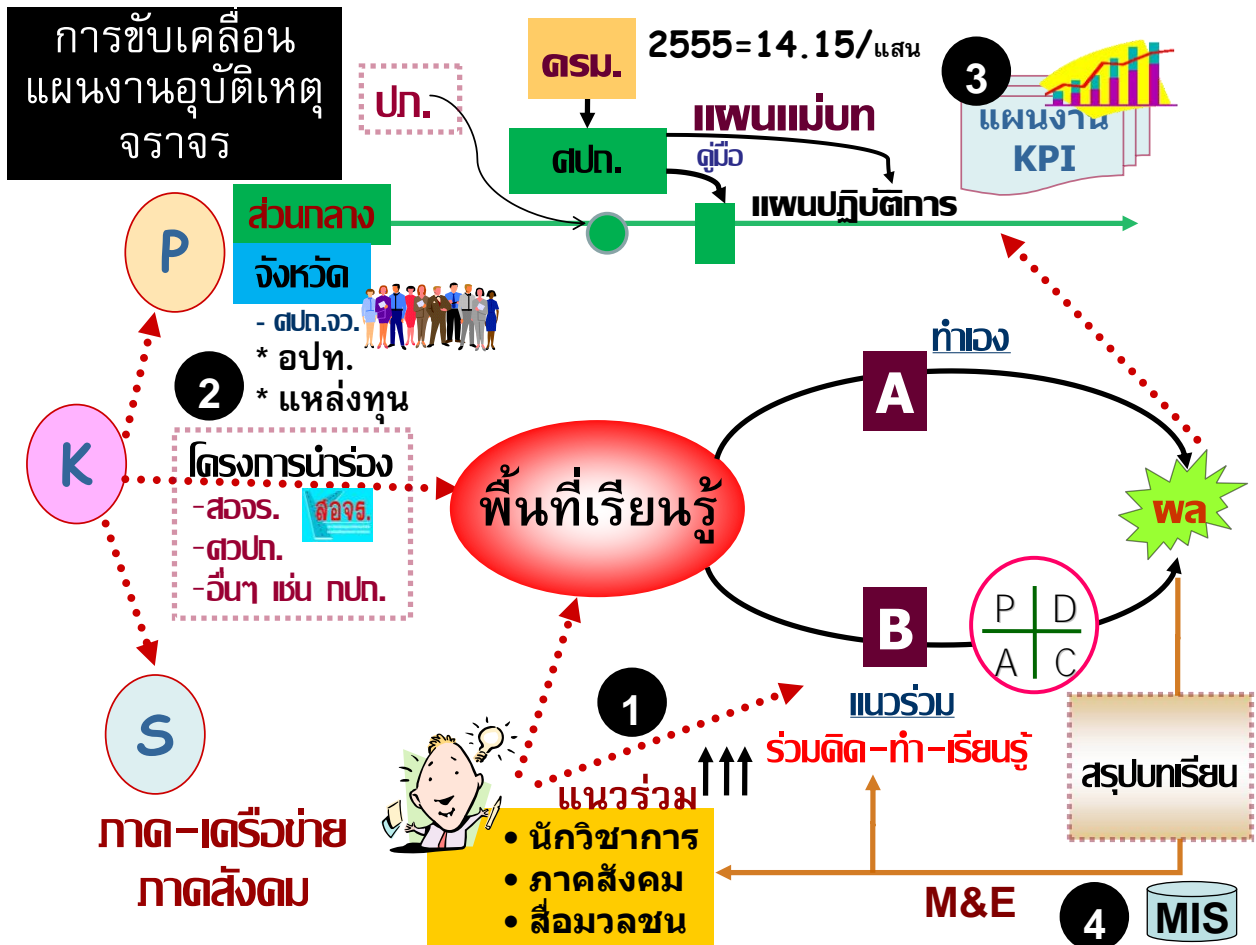 การขับเคลื่อน
แผนงานอุบัติเหตุ
จราจร
ปภ.
ครม.
2555=14.15/แสน
3
แผนงาน
KPI
แผนแม่บท
ศปถ.
คู่มือ
แผนปฏิบัติการ
P
ส่วนกลาง
จังหวัด
- ศปถ.จว.
* อปท.
* แหล่งทุน
2
ทำเอง
A
K
โครงการนำร่อง
-สอจร.
สอจร.
-ศวปถ.
-อื่นๆ เช่น กปถ.
พื้นที่เรียนรู้
ผล
B
P D
A C
S
1
แนวร่วม
ร่วมคิด-ทำ-เรียนรู้
สรุปบทเรียน
แนวร่วม
• นักวิชาการ
• ภาคสังคม
• สื่อมวลชน
ภาค-เครือข่าย
ภาคสังคม
M&E
4
MIS